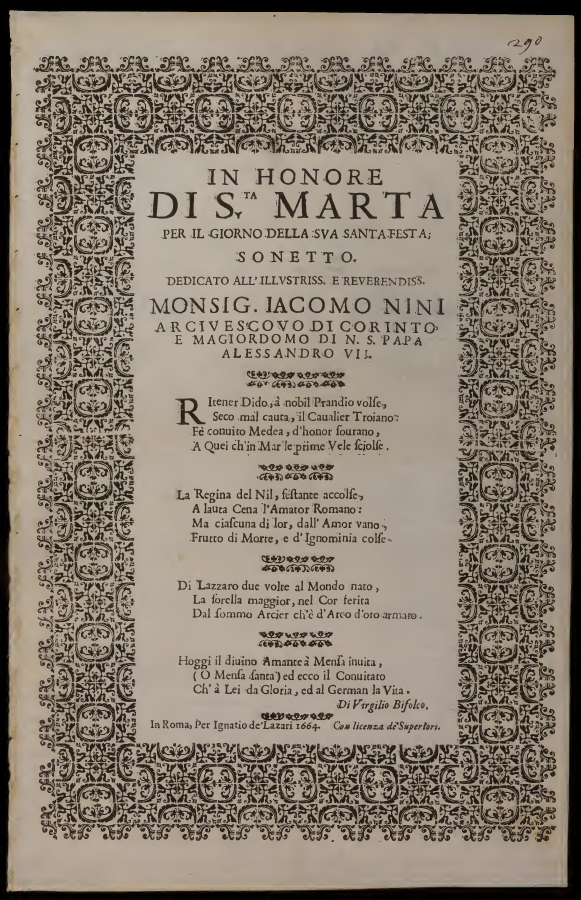 290
IN HONORE
DI S.TA MARTA
PER IL GIORNO DELLA SVA SANTA FESTA;
SONETTO.
DEDICATO ALL'ILLVSTRISS. E REVERENDISS.
MONSIG. IACOMO NINI
ARCIVESCOVO DI CORINTO,
E MAGIORDOMO DI N. S. PAPA
ALESSANDRO VII.
RItener Dido, à nobil Prandio volse,
Seco mal cauta, il Caualier Troiano:
Fè conuito Medea, d'honor sourano,
A Quei ch'in Mar le prime Vele sciolse.
La Regina del Nil, festante accolse,
A lauta Cena l'Amator Romano:
Ma ciascuna di lor, dall' Amor vano,
Frutto di Morte, e d'Ignominia colse.
Di Lazzaro due volte al Mondo nato,
La sorella maggior, nel Cor ferita
Dal sommo Arcier ch'è d'Arco d'oro armato.
Hoggi il diuino Amante à Mensa inuita,
(O Mensa santa) ed ecco il Conuitato
Ch' à Lei da Gloria, ed al German la Vita.
Di Virgilio Bifolco.
In Roma, Per Ignatio de'Lazari 1664. Con licenza de'Superiori.